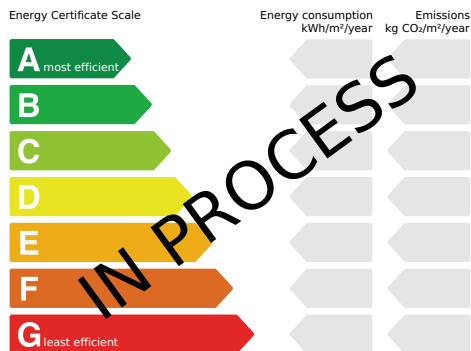 Energy Certificate Scale
Energy consumption
kWh/m²/year
Emissions
kg CO₂/m²/year
A most efficient
B
C
D
E
F
G least efficient
IN PROCESS